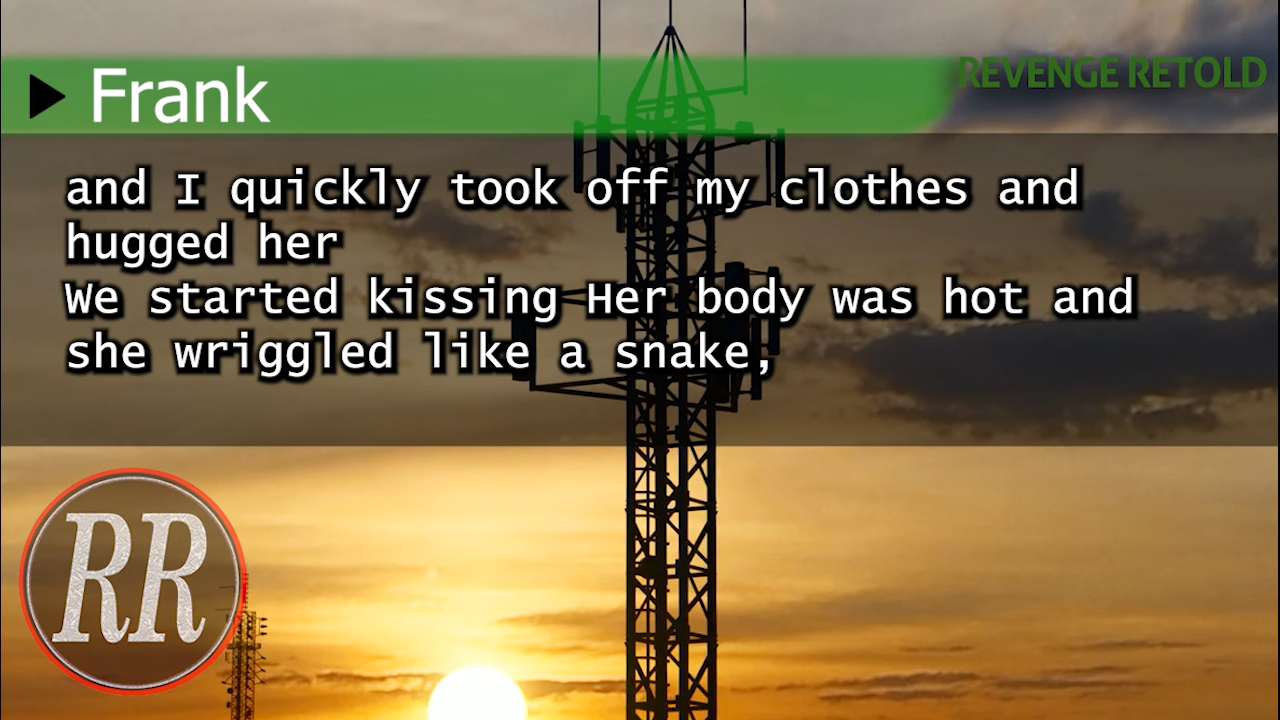 Frank
REVENGE RETOLD
and I quickly took off my clothes and
hugged her
We started kissing Her body was hot and
she wriggled like a snake,
RR